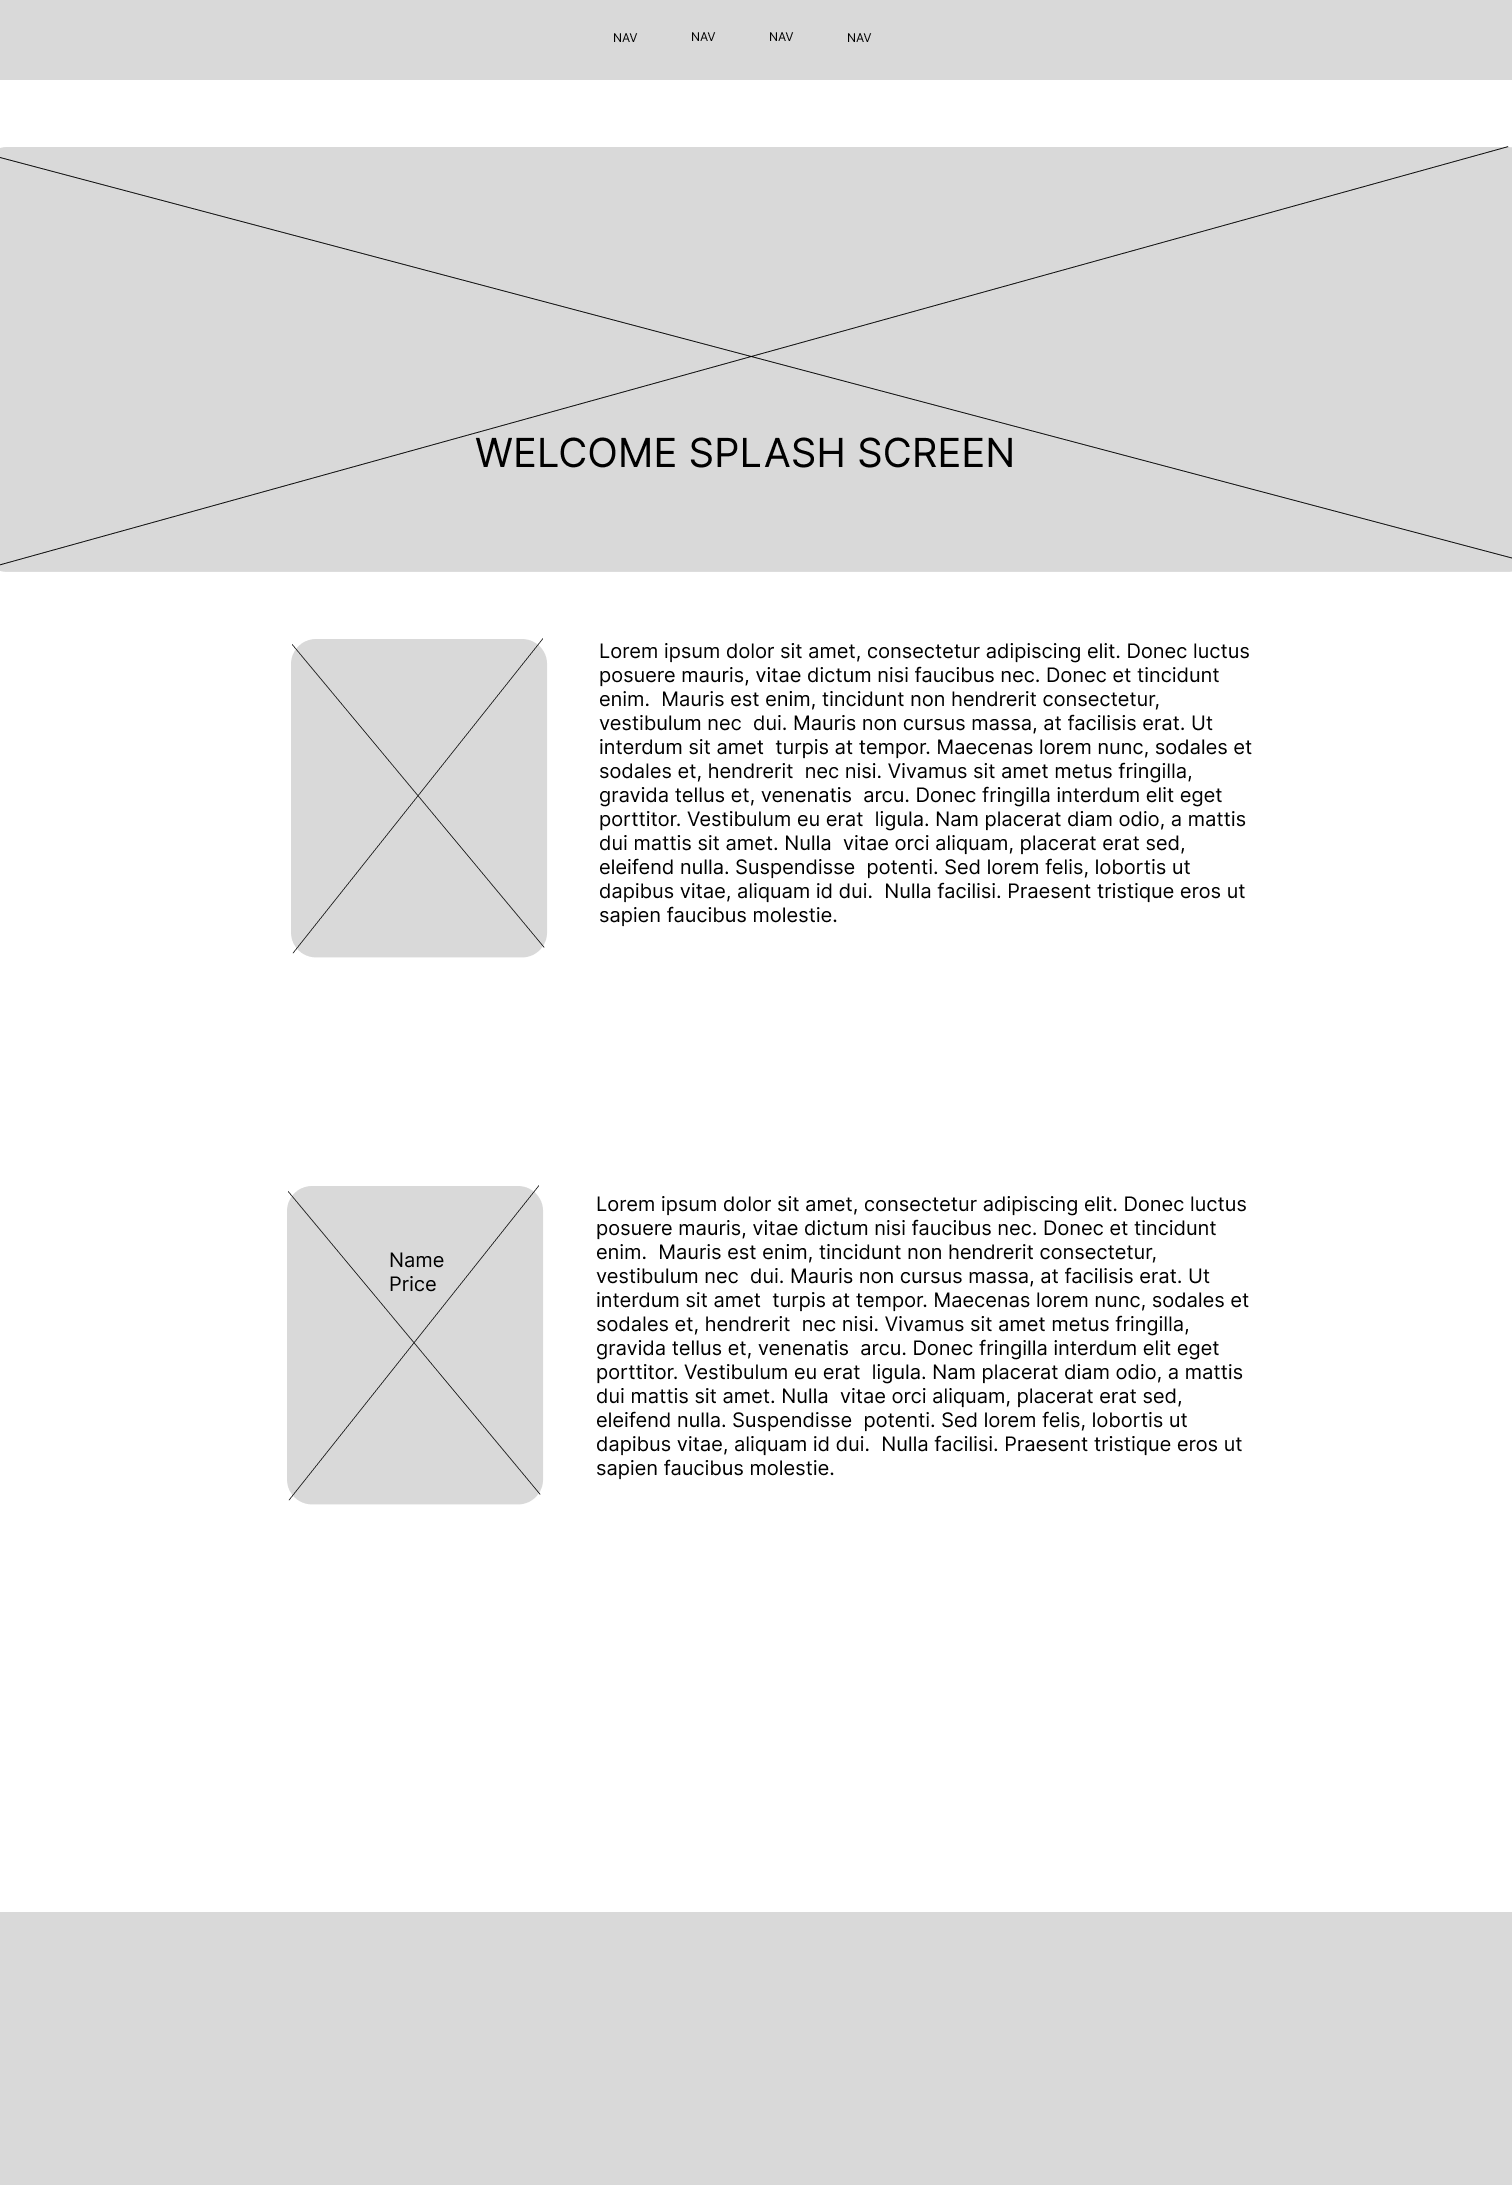 NAV NAV NAV NAV
WELCOME SPLASH SCREEN
Lorem ipsum dolor sit amet, consectetur adipiscing elit. Donec luctus
posuere mauris, vitae dictum nisi faucibus nec. Donec et tincidunt
enim.  Mauris est enim, tincidunt non hendrerit consectetur,
vestibulum nec  dui. Mauris non cursus massa, at facilisis erat. Ut
interdum sit amet  turpis at tempor. Maecenas lorem nunc, sodales et
sodales et, hendrerit  nec nisi. Vivamus sit amet metus fringilla,
gravida tellus et, venenatis  arcu. Donec fringilla interdum elit eget
porttitor. Vestibulum eu erat  ligula. Nam placerat diam odio, a mattis
dui mattis sit amet. Nulla  vitae orci aliquam, placerat erat sed,
eleifend nulla. Suspendisse  potenti. Sed lorem felis, lobortis ut
dapibus vitae, aliquam id dui.  Nulla facilisi. Praesent tristique eros ut
sapien faucibus molestie.
Name
Price
Lorem ipsum dolor sit amet, consectetur adipiscing elit. Donec luctus
posuere mauris, vitae dictum nisi faucibus nec. Donec et tincidunt
enim.  Mauris est enim, tincidunt non hendrerit consectetur,
vestibulum nec  dui. Mauris non cursus massa, at facilisis erat. Ut
interdum sit amet  turpis at tempor. Maecenas lorem nunc, sodales et
sodales et, hendrerit  nec nisi. Vivamus sit amet metus fringilla,
gravida tellus et, venenatis  arcu. Donec fringilla interdum elit eget
porttitor. Vestibulum eu erat  ligula. Nam placerat diam odio, a mattis
dui mattis sit amet. Nulla  vitae orci aliquam, placerat erat sed,
eleifend nulla. Suspendisse  potenti. Sed lorem felis, lobortis ut
dapibus vitae, aliquam id dui.  Nulla facilisi. Praesent tristique eros ut
sapien faucibus molestie.